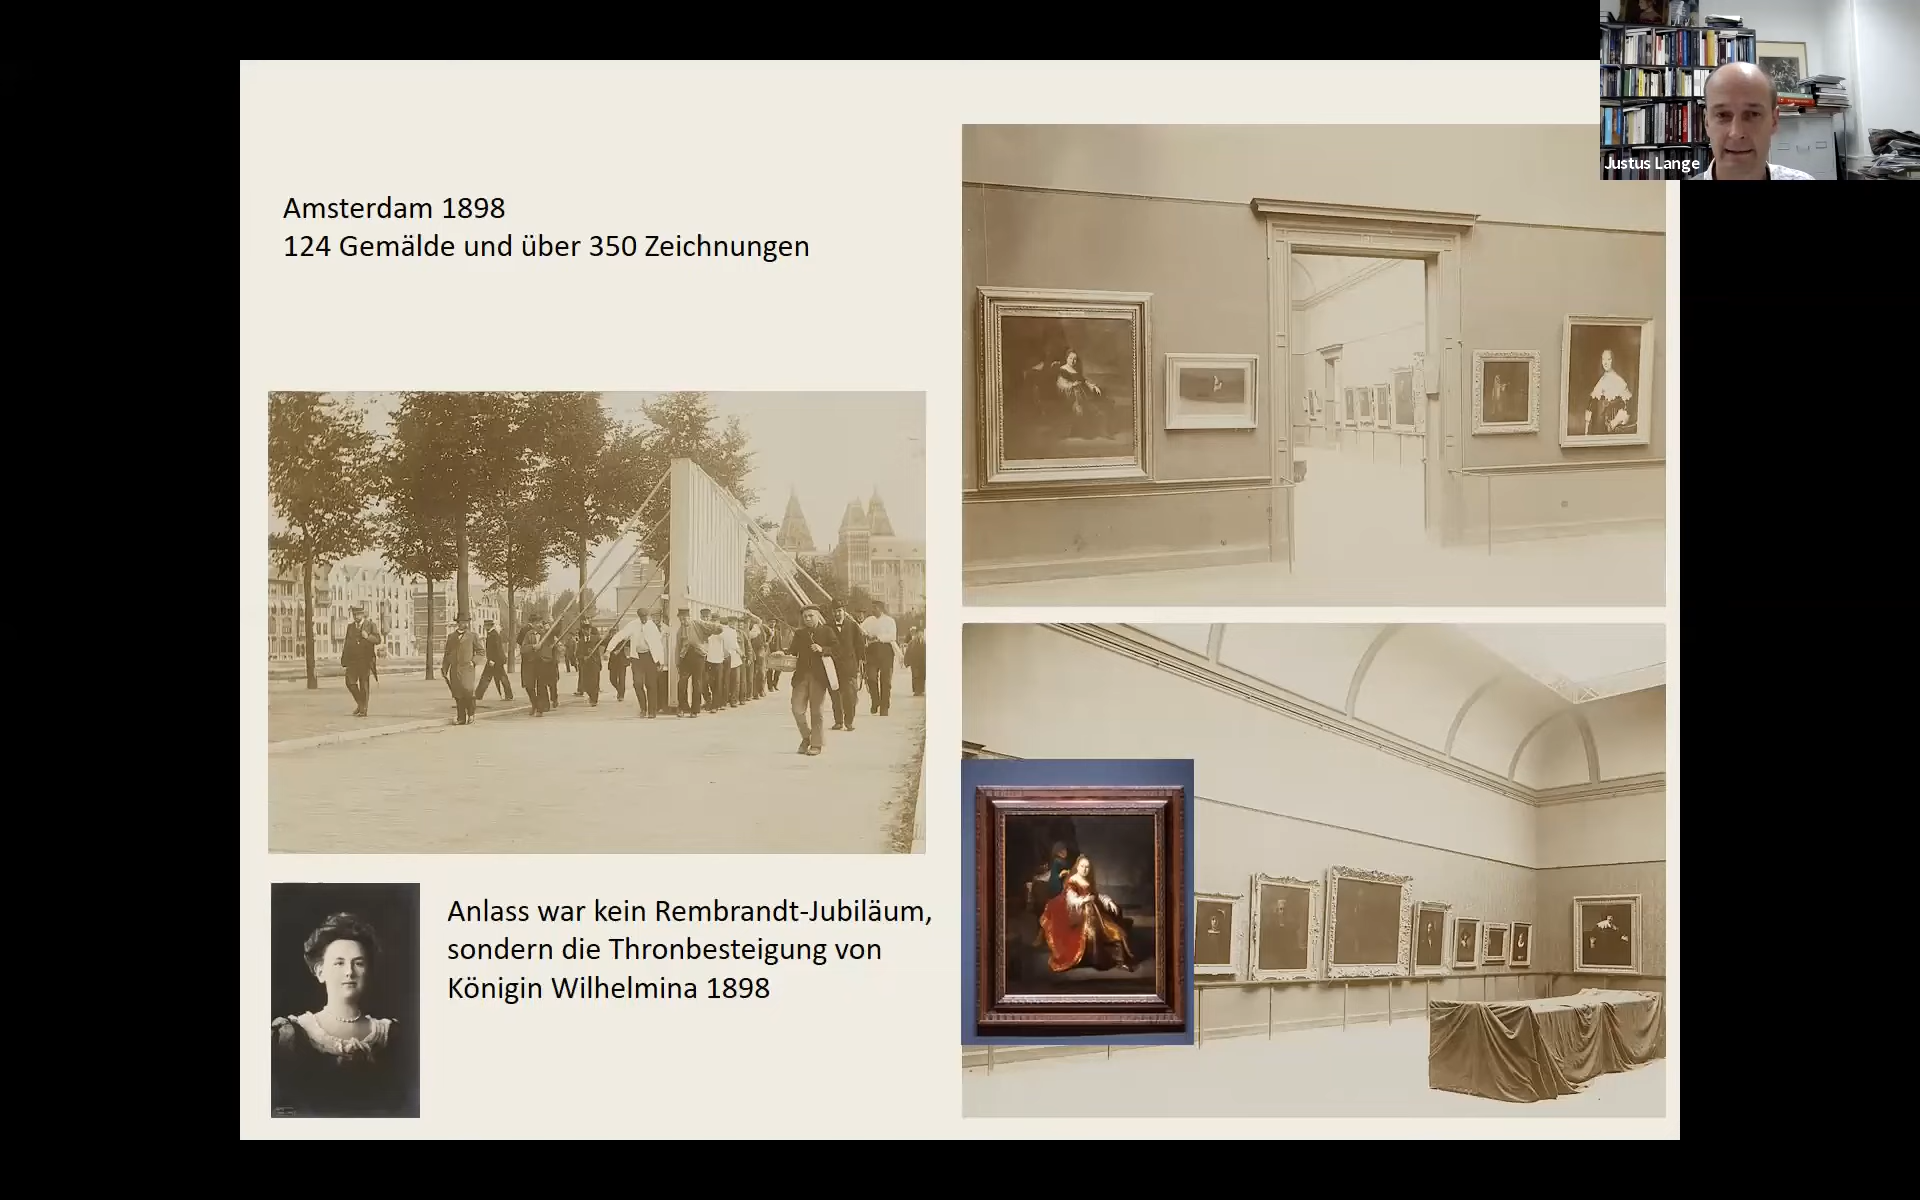 Justus Lange
Amsterdam 1898
124 Gemälde und über 350 Zeichnungen
Anlass war kein Rembrandt-Jubiläum,
sondern die Thronbesteigung von
Königin Wilhelmina 1898